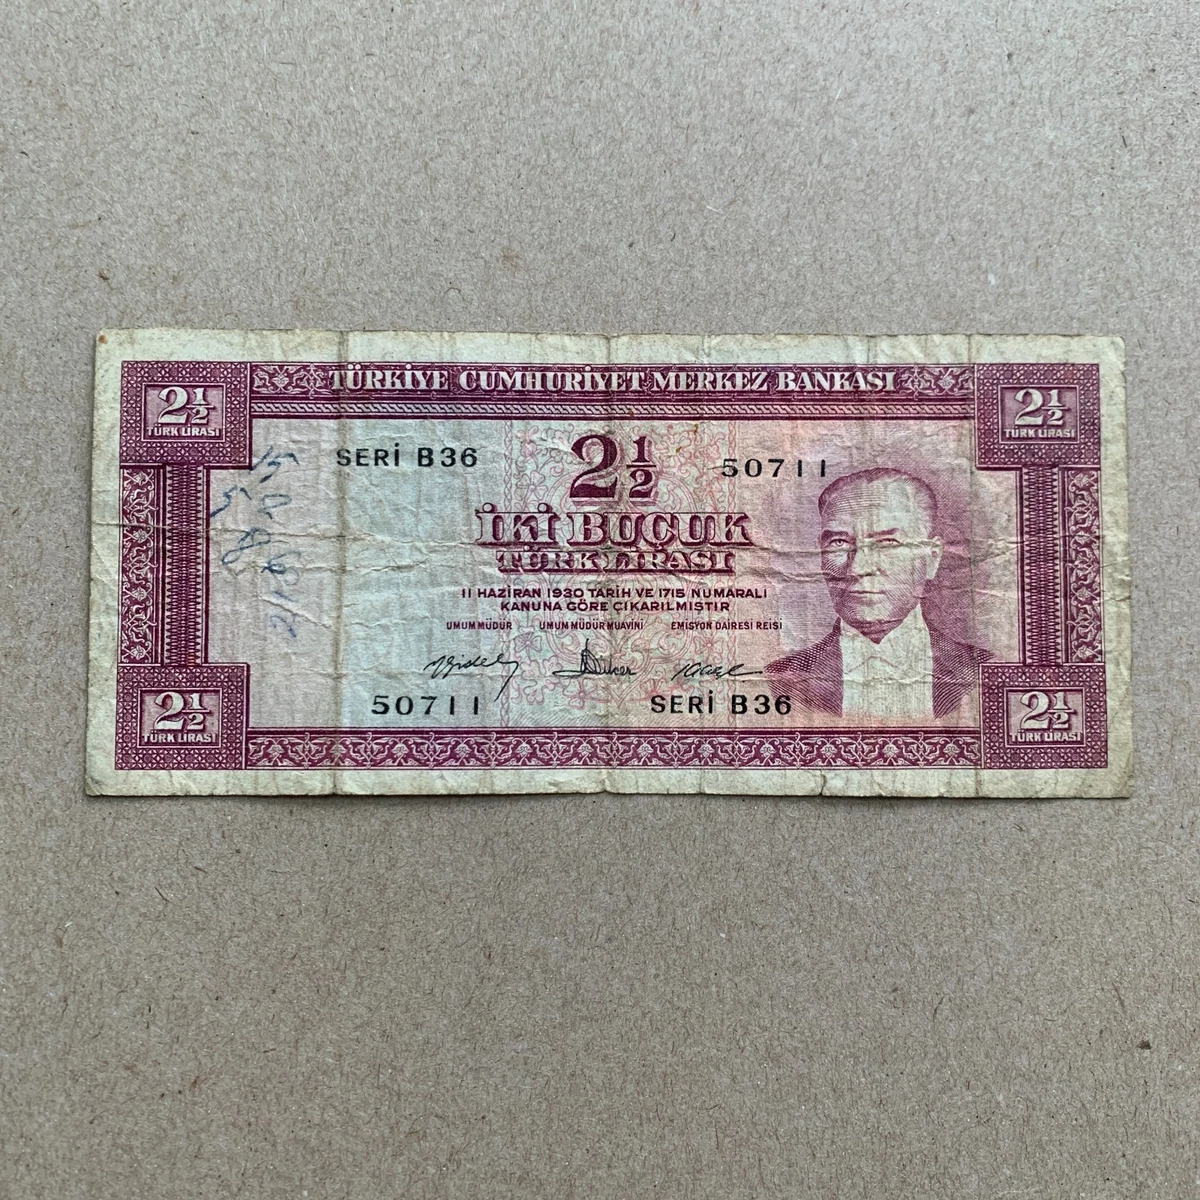 TÜRKİYE CUMHURİYET MERKEZ BANKASI
2½
TÜRK LİRASI
2½
TÜRK LİRASI
SERİ B36
2½
50711
İKİ BUÇUK
TÜRK LİRASI
11 HAZİRAN 1930 TARİH VE 1715 NUMARALI
KANUNA GÖRE ÇIKARILMIŞTIR
UMUM MÜDÜR UMUM MÜDÜR MUAVİNİ EMİSYON DAİRESİ REİSİ
50711
SERİ B36
2½
TÜRK LİRASI
2½
TÜRK LİRASI